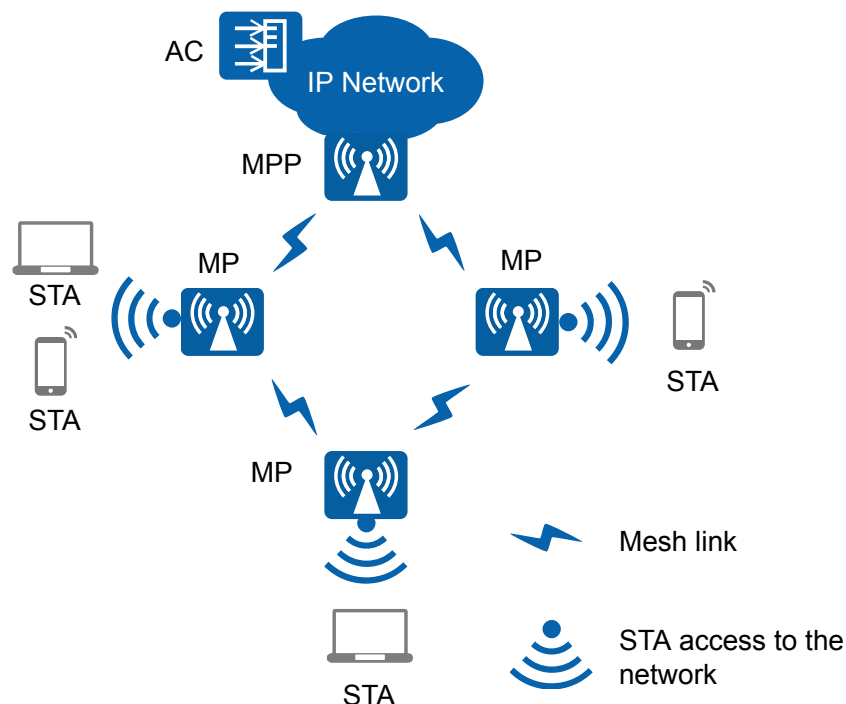 AC
IP Network
MPP
MP
MP
STA
STA
STA
MP
Mesh link
STA access to the
network
STA